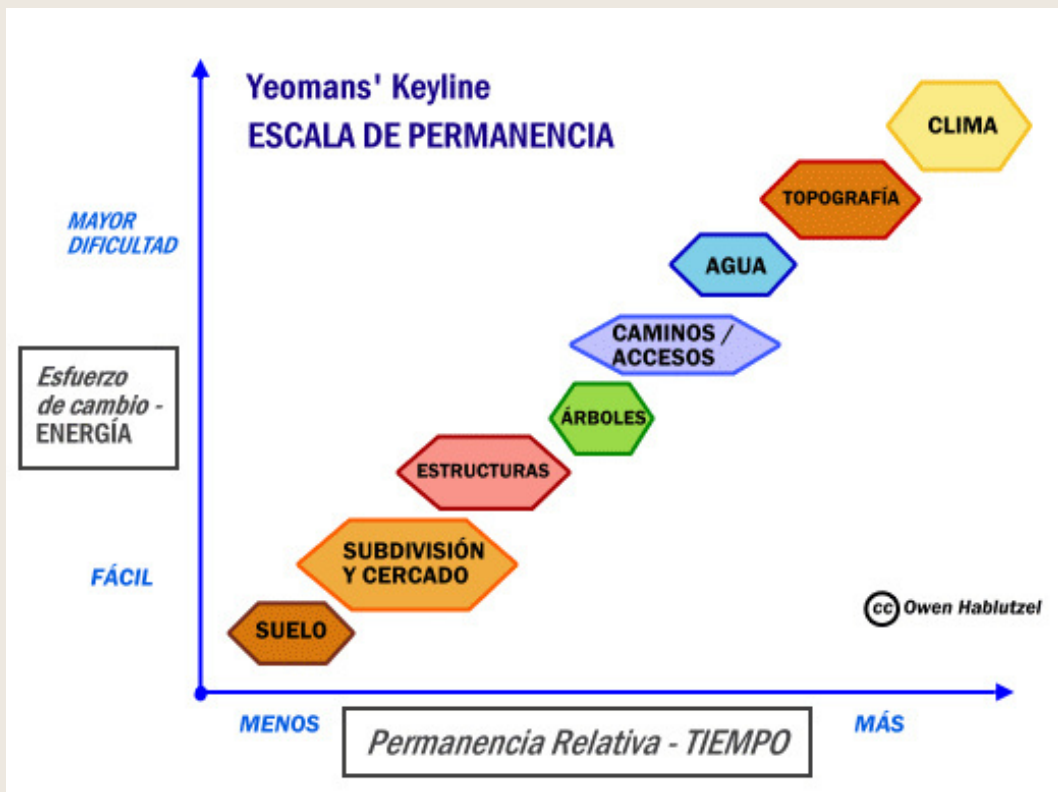 Yeomans' Keyline
ESCALA DE PERMANENCIA
CLIMA
TOPOGRAFÍA
MAYOR
DIFICULTAD
AGUA
CAMINOS /
ACCESOS
Esfuerzo
de cambio -
ENERGÍA
ÁRBOLES
ESTRUCTURAS
SUBDIVISIÓN
Y CERCADO
FÁCIL
SUELO
cc Owen Hablutzel
MENOS
Permanencia Relativa - TIEMPO
MÁS